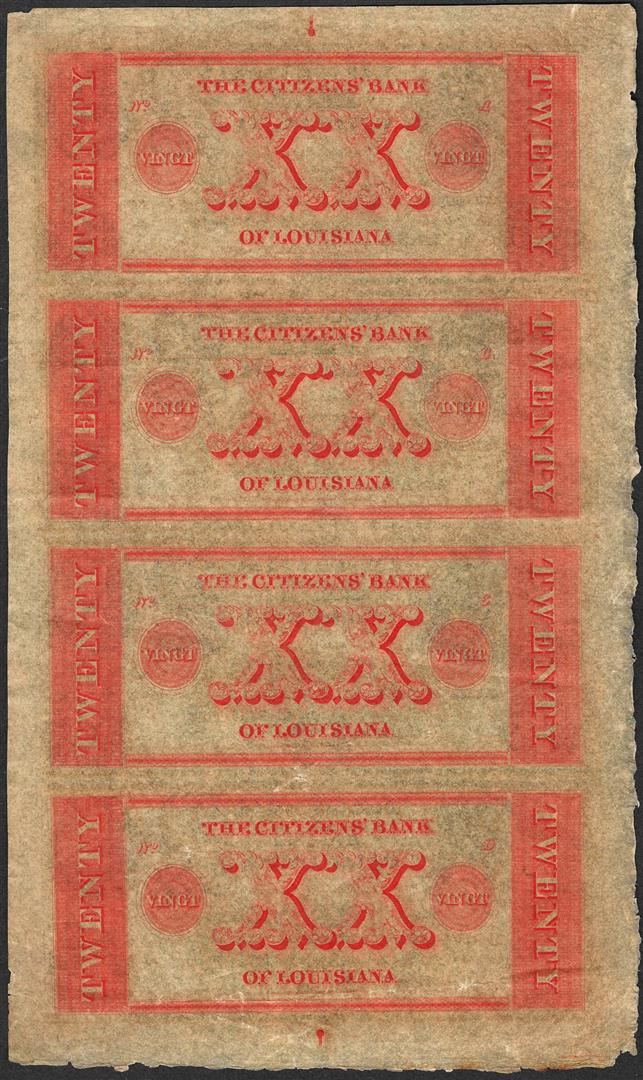 TWENTY
TWENTY
THE CITIZENS' BANK
No A
VINGT
XX
VINGT
OF LOUISIANA
TWENTY
TWENTY
THE CITIZENS' BANK
No B
VINGT
XX
VINGT
OF LOUISIANA
TWENTY
TWENTY
THE CITIZENS' BANK
No C
VINGT
XX
VINGT
OF LOUISIANA
TWENTY
TWENTY
THE CITIZENS' BANK
No D
VINGT
XX
VINGT
OF LOUISIANA